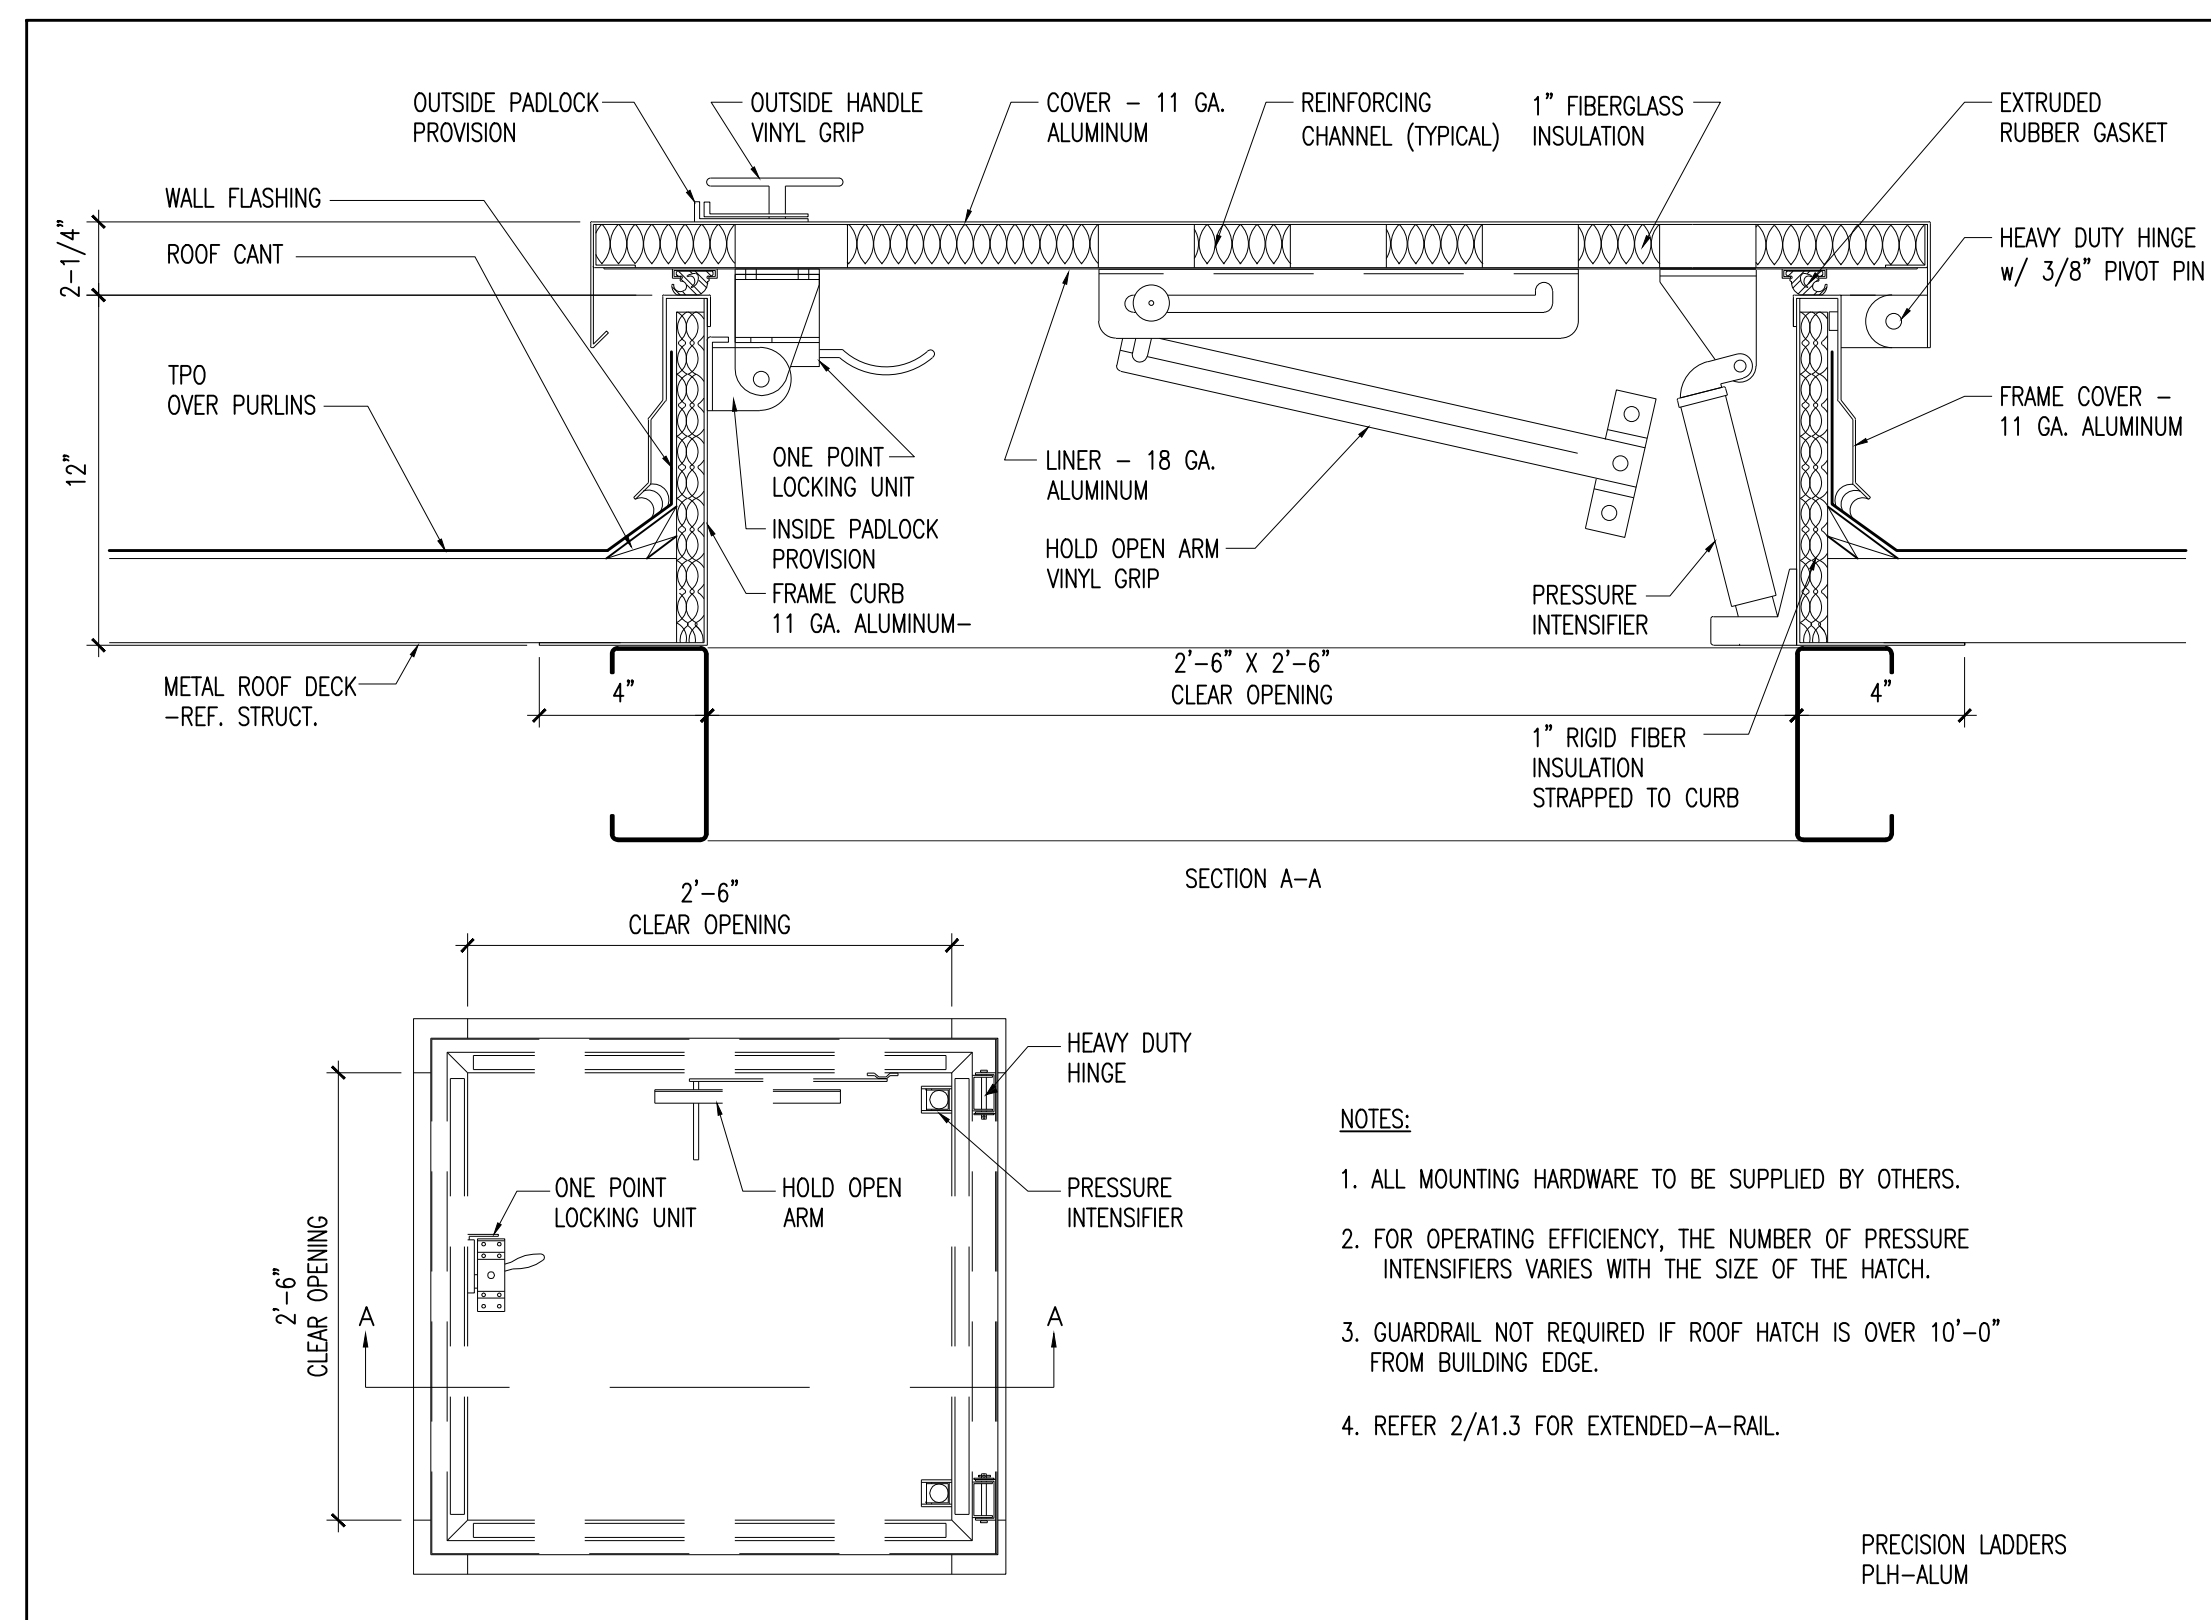 OUTSIDE PADLOCK
PROVISION
OUTSIDE HANDLE
VINYL GRIP
COVER – 11 GA.
ALUMINUM
REINFORCING
CHANNEL (TYPICAL)
1" FIBERGLASS
INSULATION
EXTRUDED
RUBBER GASKET
WALL FLASHING
ROOF CANT
2-1/4"
HEAVY DUTY HINGE
w/ 3/8" PIVOT PIN
TPO
OVER PURLINS
12"
FRAME COVER –
11 GA. ALUMINUM
ONE POINT
LOCKING UNIT
LINER – 18 GA.
ALUMINUM
INSIDE PADLOCK
PROVISION
HOLD OPEN ARM
VINYL GRIP
FRAME CURB
11 GA. ALUMINUM–
PRESSURE
INTENSIFIER
METAL ROOF DECK
–REF. STRUCT.
4"
2'–6" X 2'–6"
CLEAR OPENING
4"
1" RIGID FIBER
INSULATION
STRAPPED TO CURB
SECTION A–A
2'–6"
CLEAR OPENING
HEAVY DUTY
HINGE
ONE POINT
LOCKING UNIT
HOLD OPEN
ARM
PRESSURE
INTENSIFIER
2'–6"
CLEAR OPENING
A
A
NOTES:
1. ALL MOUNTING HARDWARE TO BE SUPPLIED BY OTHERS.
2. FOR OPERATING EFFICIENCY, THE NUMBER OF PRESSURE
INTENSIFIERS VARIES WITH THE SIZE OF THE HATCH.
3. GUARDRAIL NOT REQUIRED IF ROOF HATCH IS OVER 10'–0"
FROM BUILDING EDGE.
4. REFER 2/A1.3 FOR EXTENDED–A–RAIL.
PRECISION LADDERS
PLH–ALUM